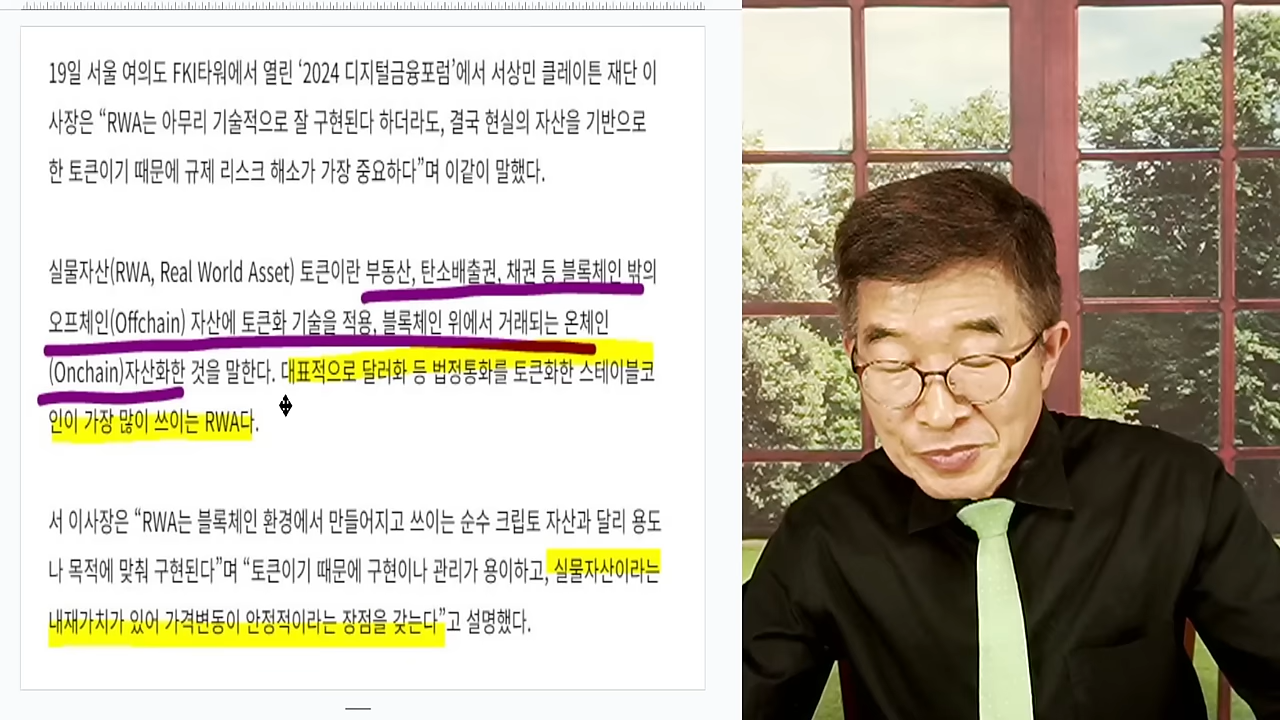 19일 서울 여의도 FKI타워에서 열린 ‘2024 디지털금융포럼’에서 서상민 클레이튼 재단 이
사장은 “RWA는 아무리 기술적으로 잘 구현된다 하더라도, 결국 현실의 자산을 기반으로
한 토큰이기 때문에 규제 리스크 해소가 가장 중요하다”며 이같이 말했다.
실물자산(RWA, Real World Asset) 토큰이란 부동산, 탄소배출권, 채권 등 블록체인 밖의
오프체인(Offchain) 자산에 토큰화 기술을 적용, 블록체인 위에서 거래되는 온체인
(Onchain)자산화한 것을 말한다. 대표적으로 달러화 등 법정통화를 토큰화한 스테이블코
인이 가장 많이 쓰이는 RWA다.
서 이사장은 “RWA는 블록체인 환경에서 만들어지고 쓰이는 순수 크립토 자산과 달리 용도
나 목적에 맞춰 구현된다”며 “토큰이기 때문에 구현이나 관리가 용이하고, 실물자산이라는
내재가치가 있어 가격변동이 안정적이라는 장점을 갖는다”고 설명했다.